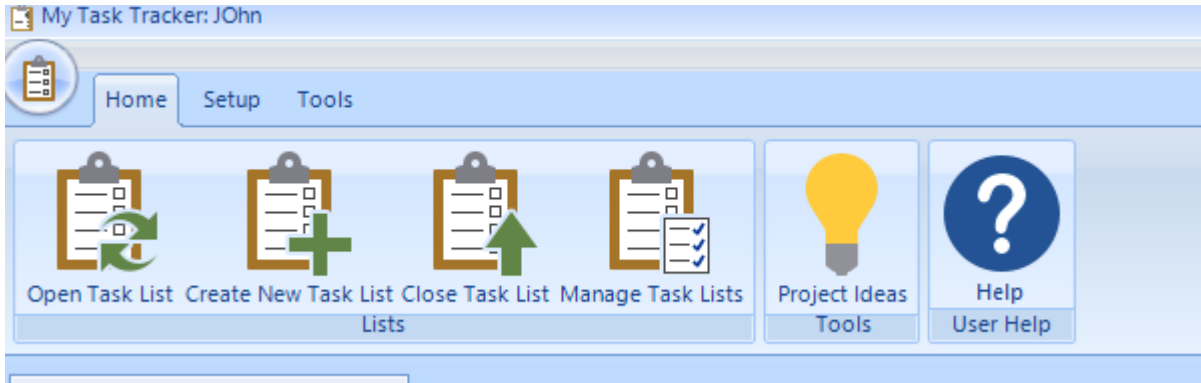 My Task Tracker: JOhn
Home Setup Tools
Open Task List Create New Task List Close Task List Manage Task Lists Project Ideas Help
Lists Tools User Help